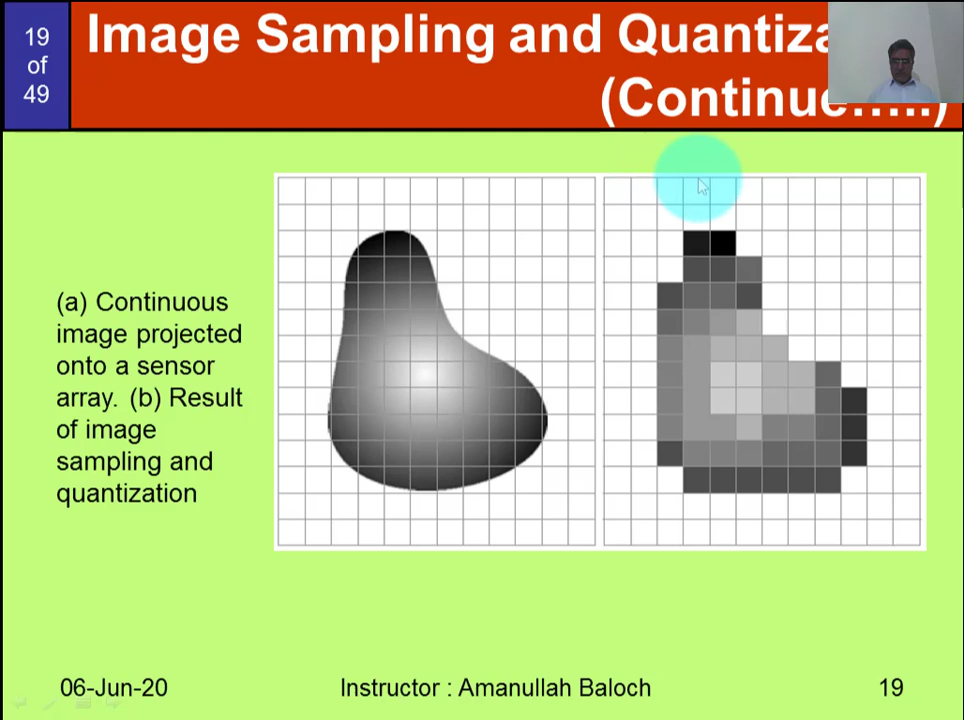 19
of
49
Image Sampling and Quantiza
(Continue…..)
(a) Continuous
image projected
onto a sensor
array. (b) Result
of image
sampling and
quantization
06-Jun-20
Instructor : Amanullah Baloch
19